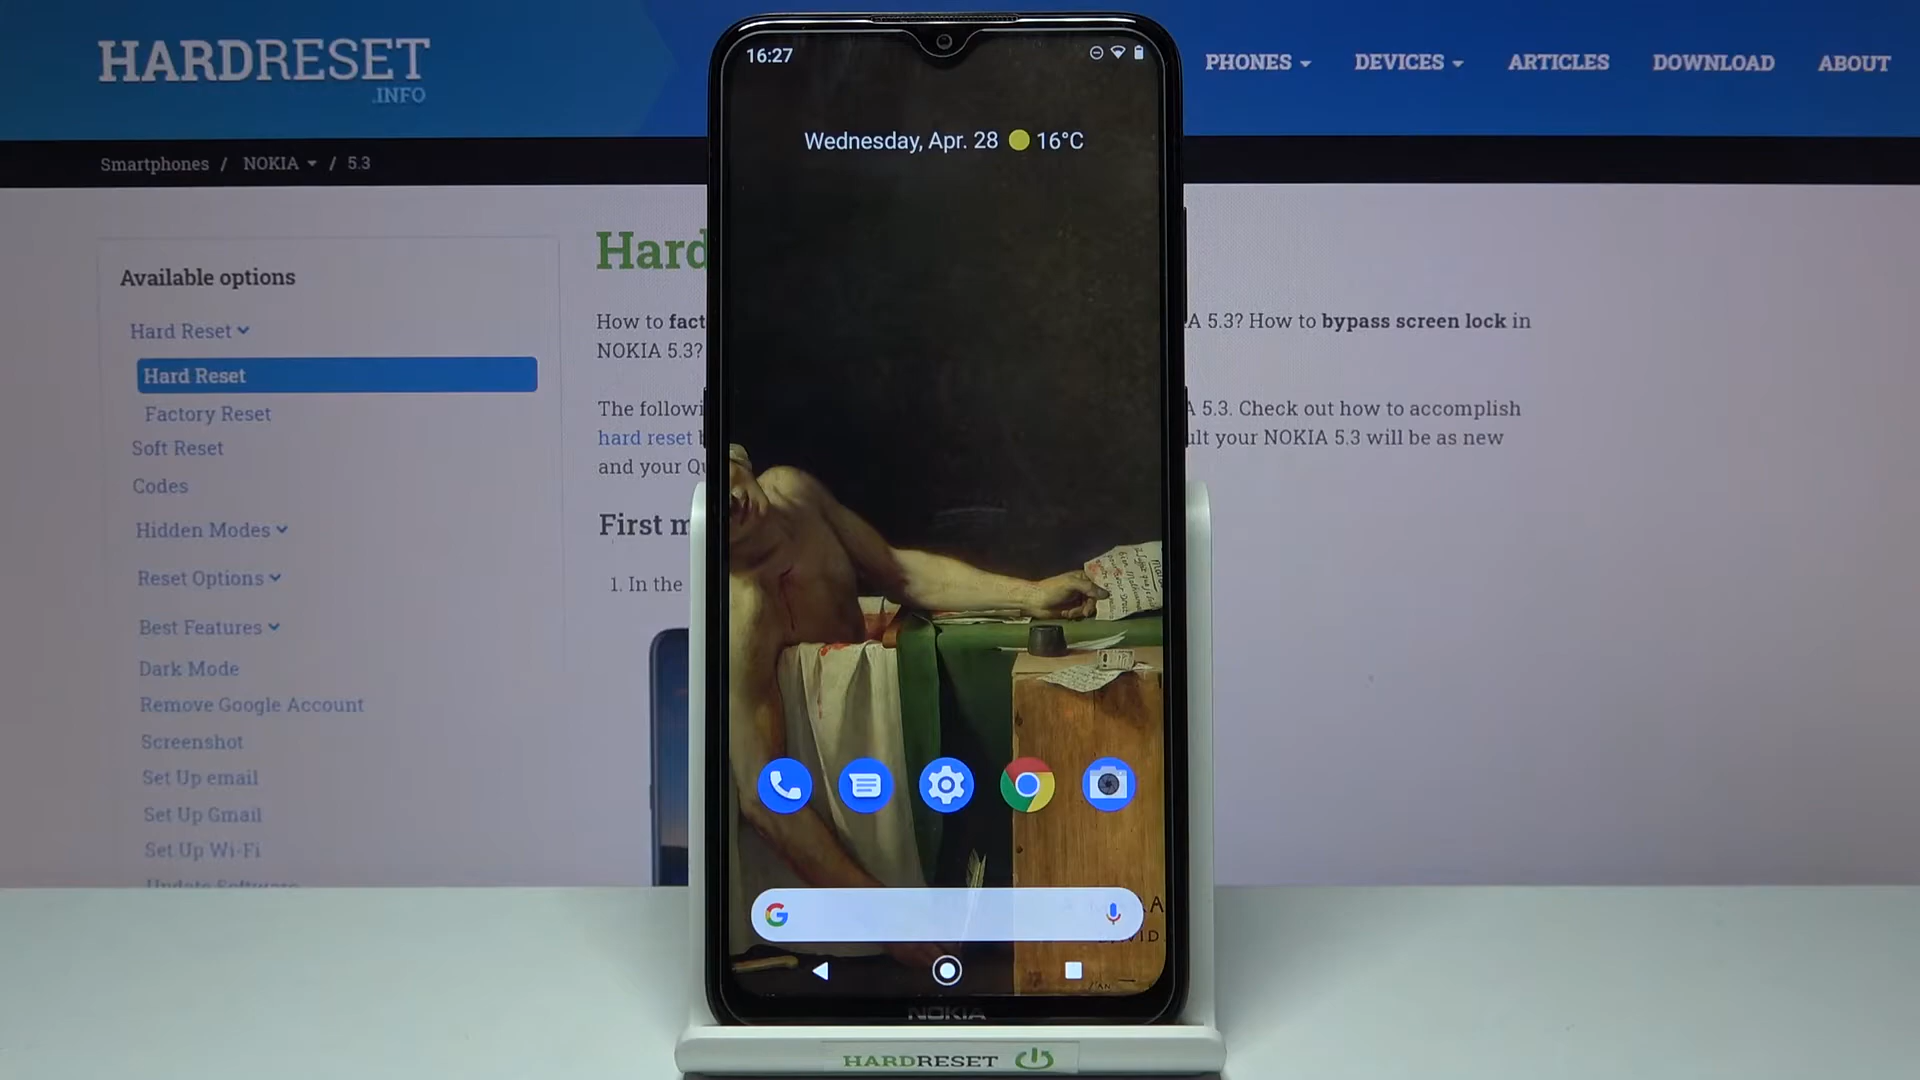 HARDRESET
.INFO
PHONES
DEVICES
ARTICLES
DOWNLOAD
ABOUT
Smartphones / NOKIA / 5.3
Available options
Hard Reset
Hard Reset
Factory Reset
Soft Reset
Codes
Hidden Modes
Reset Options
Best Features
Dark Mode
Remove Google Account
Screenshot
Set Up email
Set Up Gmail
Set Up Wi-Fi
Update Software
Hard
How to fact
A 5.3? How to bypass screen lock in
NOKIA 5.3?
The followi
A 5.3. Check out how to accomplish
hard reset
ult your NOKIA 5.3 will be as new
and your Qu
First m
1. In the
16:27
Wednesday, Apr. 28 16°C
NOKIA
HARDRESET